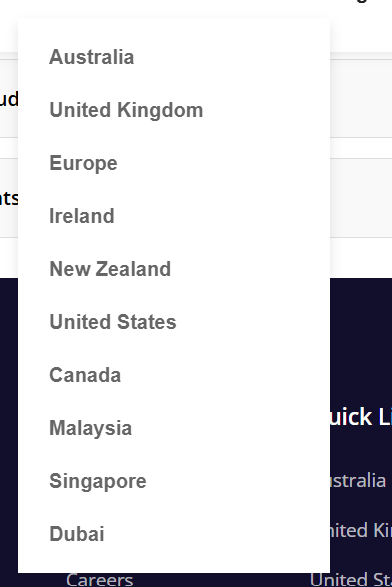 Australia
United Kingdom
Europe
Ireland
New Zealand
United States
Canada
Malaysia
Singapore
Dubai
Careers